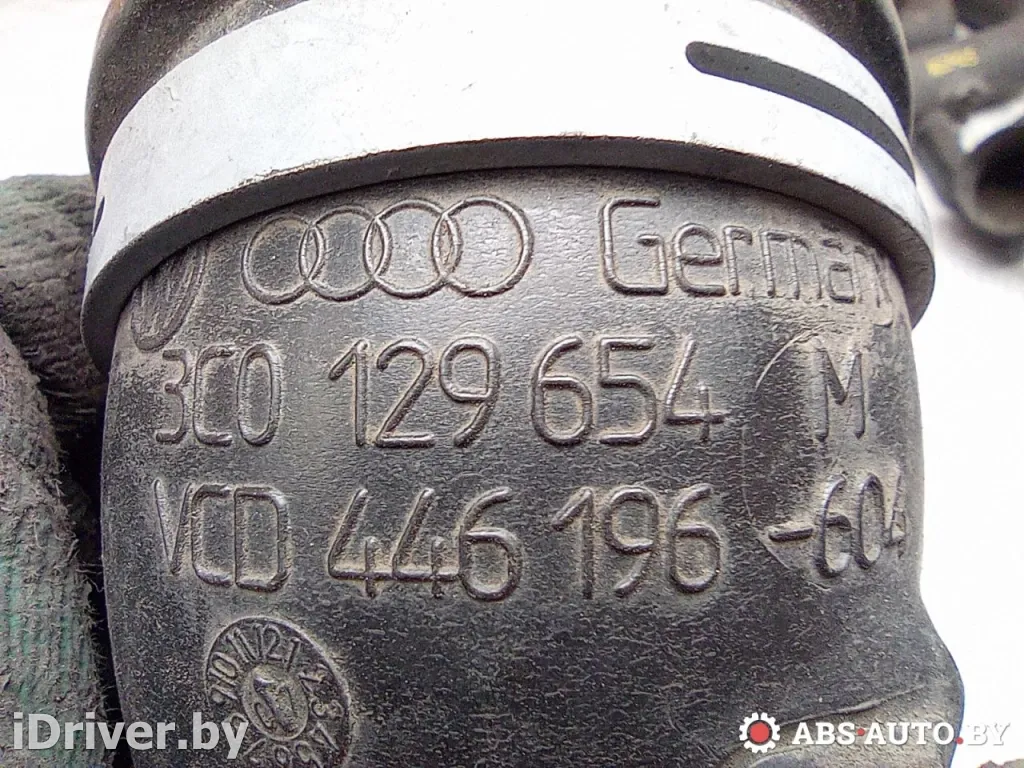 Germany
3C0 129 654 M
VCD 446 196 -604
iDriver.by
ABS-AUTO.BY